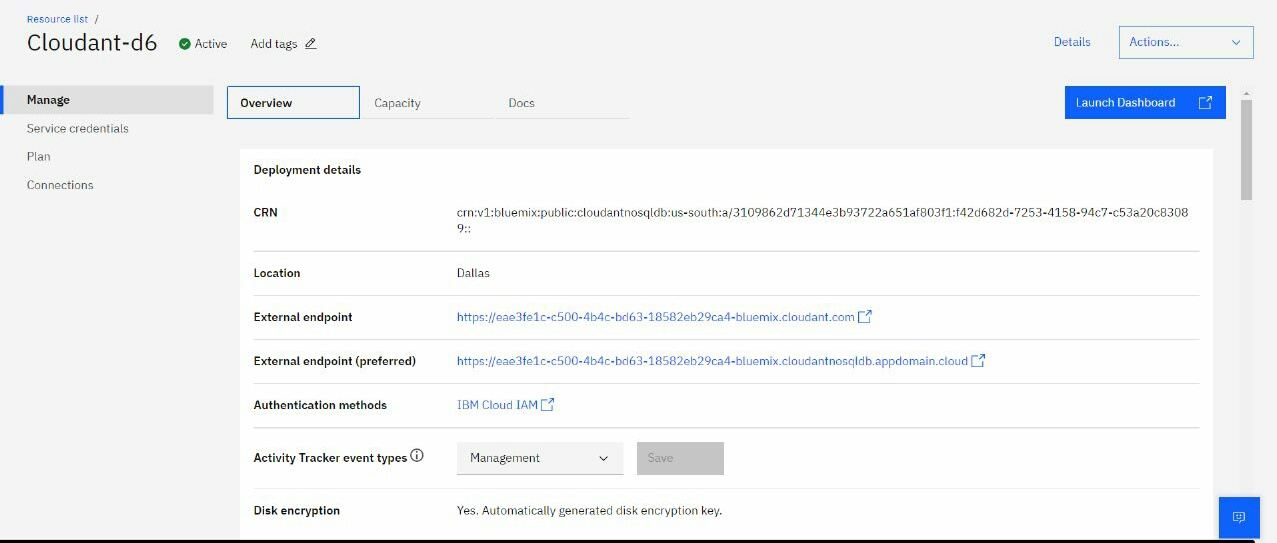 Resource list /
Cloudant-d6
Active
Add tags
Details
Actions...
Manage
Service credentials
Plan
Connections
Overview
Capacity
Docs
Launch Dashboard
Deployment details
CRN
crn:v1:bluemix:public:cloudantnosqldb:us-south:a/3109862d71344e3b93722a651af803f1:f42d682d-7253-4158-94c7-c53a20c8308
9::
Location
Dallas
External endpoint
https://eae3fe1c-c500-4b4c-bd63-18582eb29ca4-bluemix.cloudant.com
External endpoint (preferred)
https://eae3fe1c-c500-4b4c-bd63-18582eb29ca4-bluemix.cloudantnosqldb.appdomain.cloud
Authentication methods
IBM Cloud IAM
Activity Tracker event types
Management
Save
Disk encryption
Yes. Automatically generated disk encryption key.